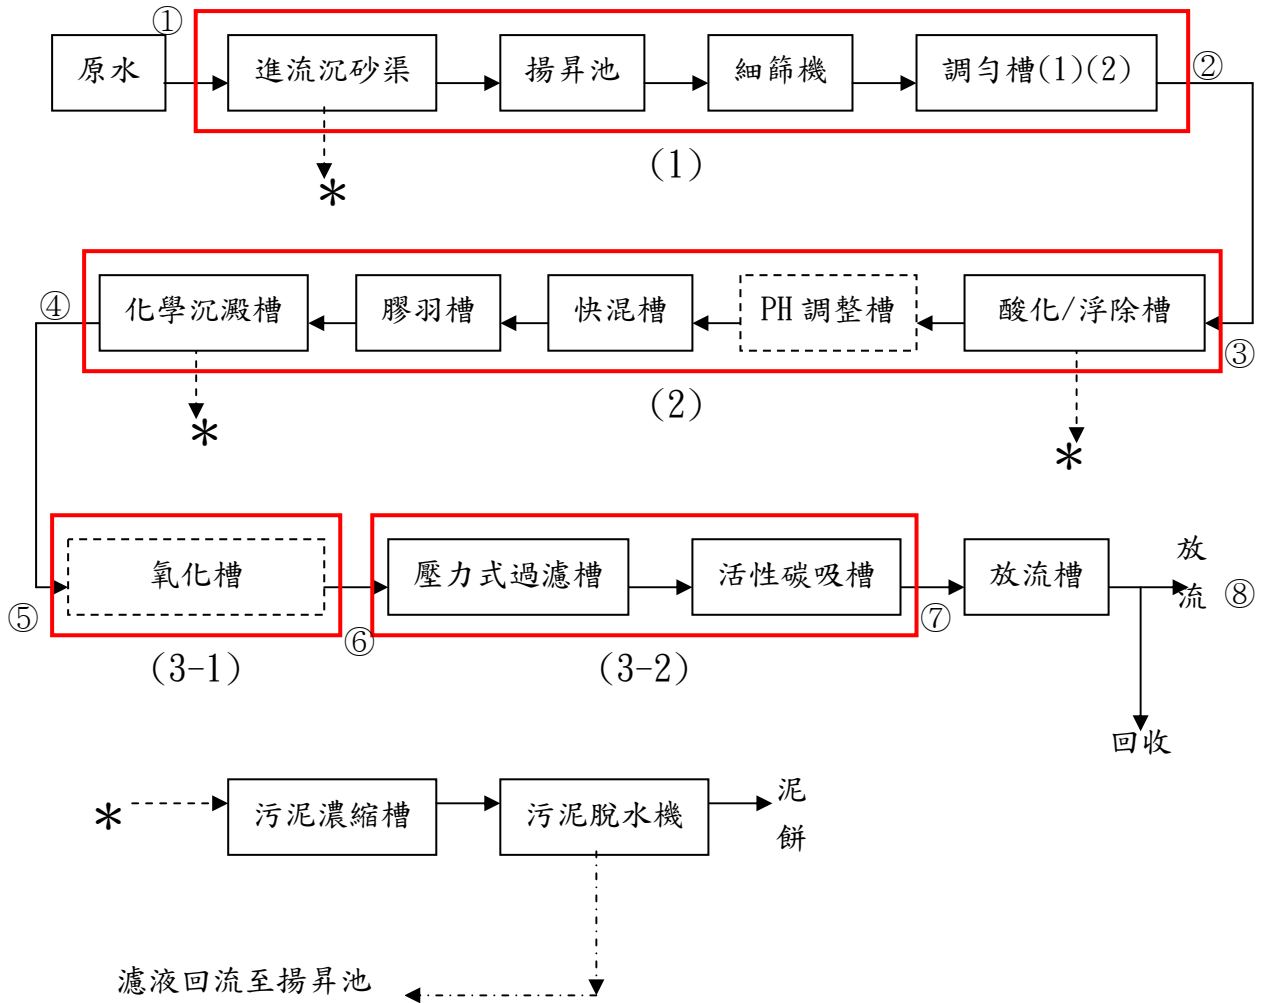 ①
原水
進流沉砂渠
揚昇池
細篩機
調勻槽(1)(2)
②
(1)
*
④
化學沉澱槽
膠羽槽
快混槽
PH 調整槽
酸化/浮除槽
③
(2)
*
*
⑤
氧化槽
⑥
壓力式過濾槽
活性碳吸槽
⑦
放流槽
放
流 ⑧
(3-1)
(3-2)
回收
*
污泥濃縮槽
污泥脫水機
泥
餅
濾液回流至揚昇池